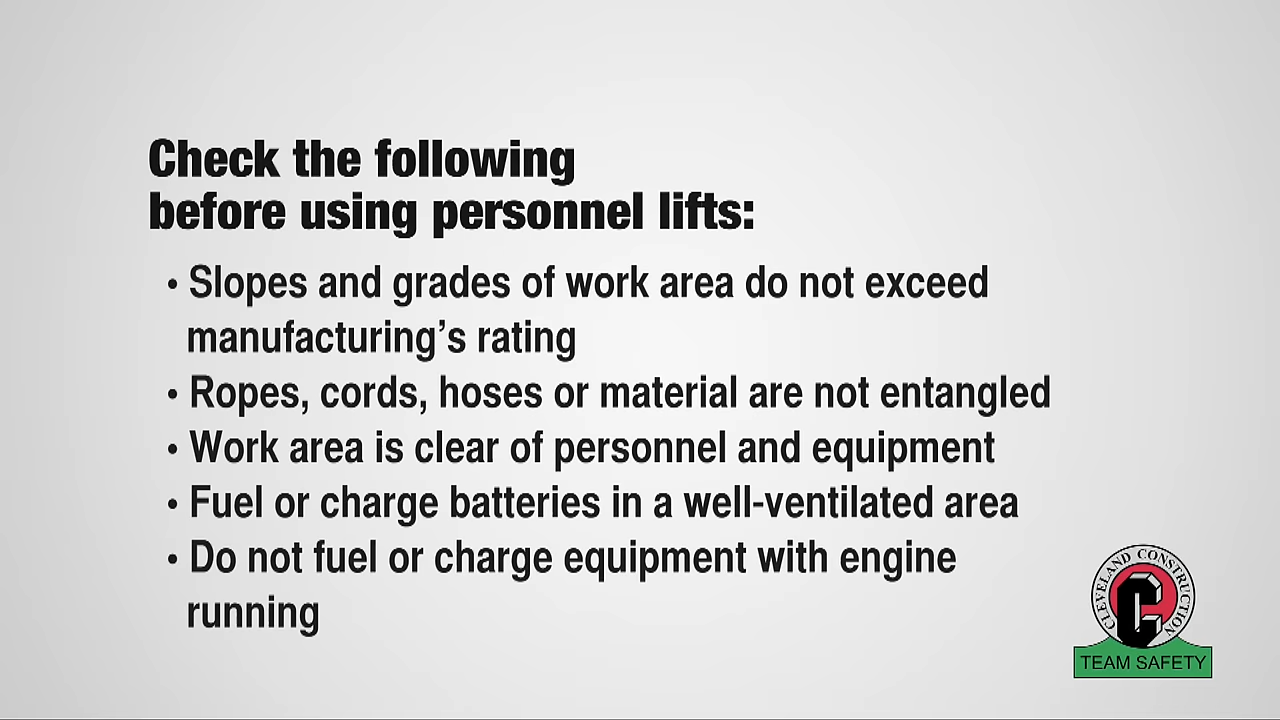 Check the following
before using personnel lifts:
• Slopes and grades of work area do not exceed
manufacturing’s rating
• Ropes, cords, hoses or material are not entangled
• Work area is clear of personnel and equipment
• Fuel or charge batteries in a well-ventilated area
• Do not fuel or charge equipment with engine
running
CLEVELAND CONSTRUCTION
C
TEAM SAFETY